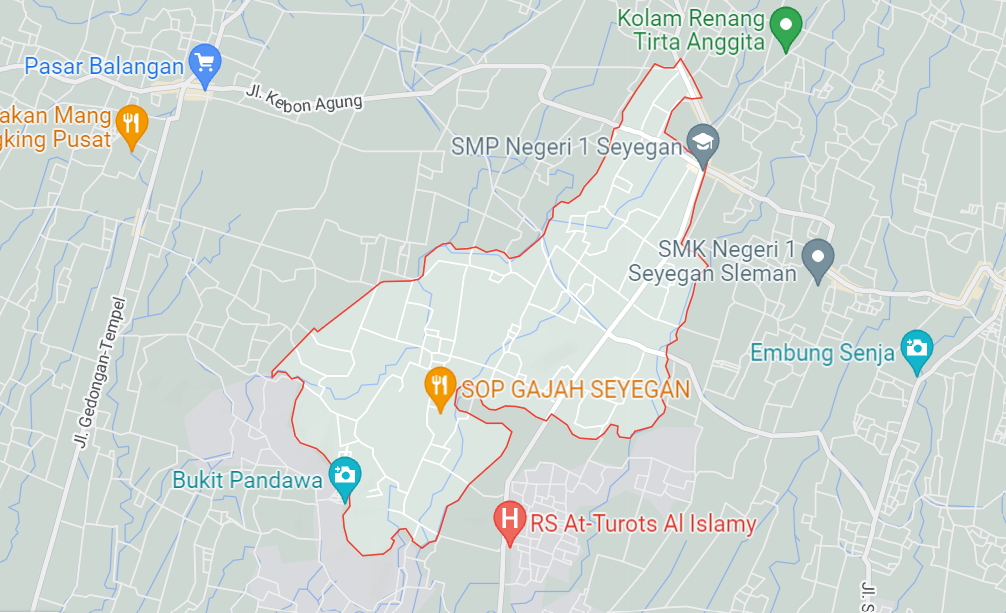 Kolam Renang
Tirta Anggita
Pasar Balangan
Jl. Kebon Agung
akan Mang
gking Pusat
SMP Negeri 1 Seyegan
SMK Negeri 1
Seyegan Sleman
Jl. Gedongan-Tempel
Embung Senja
SOP GAJAH SEYEGAN
Bukit Pandawa
H
RS At-Turots Al Islamy
Jl. S